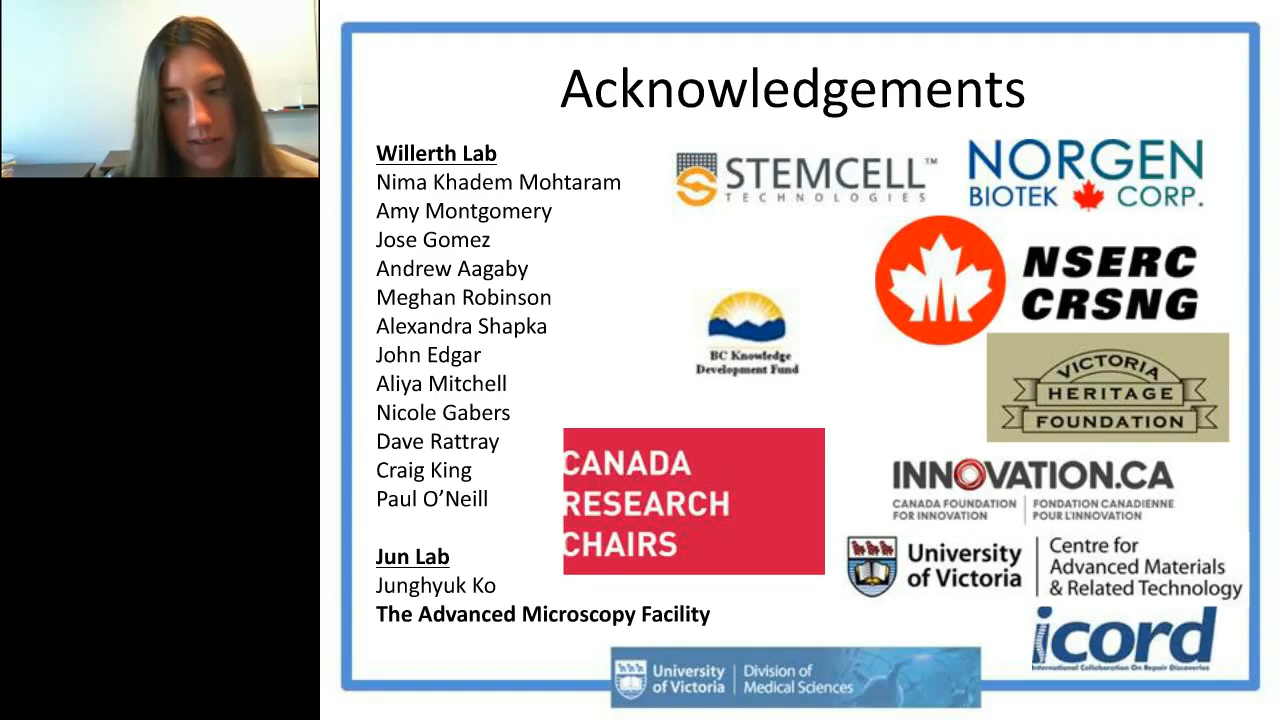 Acknowledgements
Willerth Lab
Nima Khadem Mohtaram
Amy Montgomery
Jose Gomez
Andrew Aagaby
Meghan Robinson
Alexandra Shapka
John Edgar
Aliya Mitchell
Nicole Gabers
Dave Rattray
Craig King
Paul O’Neill
Jun Lab
Junghyuk Ko
The Advanced Microscopy Facility
STEMCELL™
TECHNOLOGIES
NORGEN
BIOTEK CORP.
NSERC
CRSNG
BC Knowledge
Development Fund
VICTORIA
HERITAGE
FOUNDATION
CANADA
RESEARCH
CHAIRS
INNOVATION.CA
CANADA FOUNDATION
FOR INNOVATION
FONDATION CANADIENNE
POUR L'INNOVATION
University
of Victoria
Centre for
Advanced Materials
& Related Technology
icord
International Collaboration On Repair Discoveries
University
of Victoria
Division of
Medical Sciences